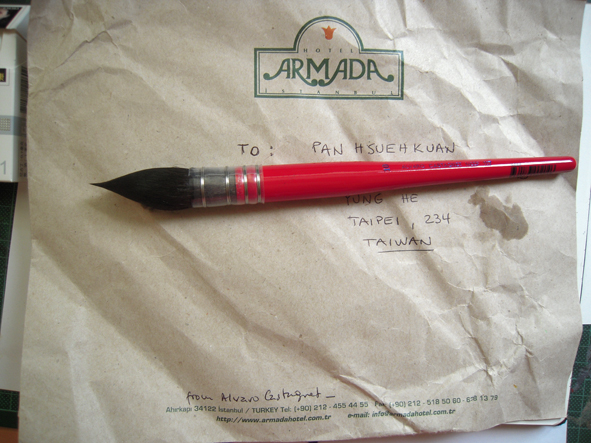 HOTEL
ARMADA
ISTANBUL
TO: PAN HSUEHKUAN
TUNG HE
TAIPEI, 234
TAIWAN
from Alvaro Castagnet
Ahırkapı 34122 Istanbul / TURKEY Tel: (+90) 212 - 455 44 55 Fax: (+90) 212 - 518 50 60 - 638 13 79
http://www.armadahotel.com.tr e-mail: info@armadahotel.com.tr